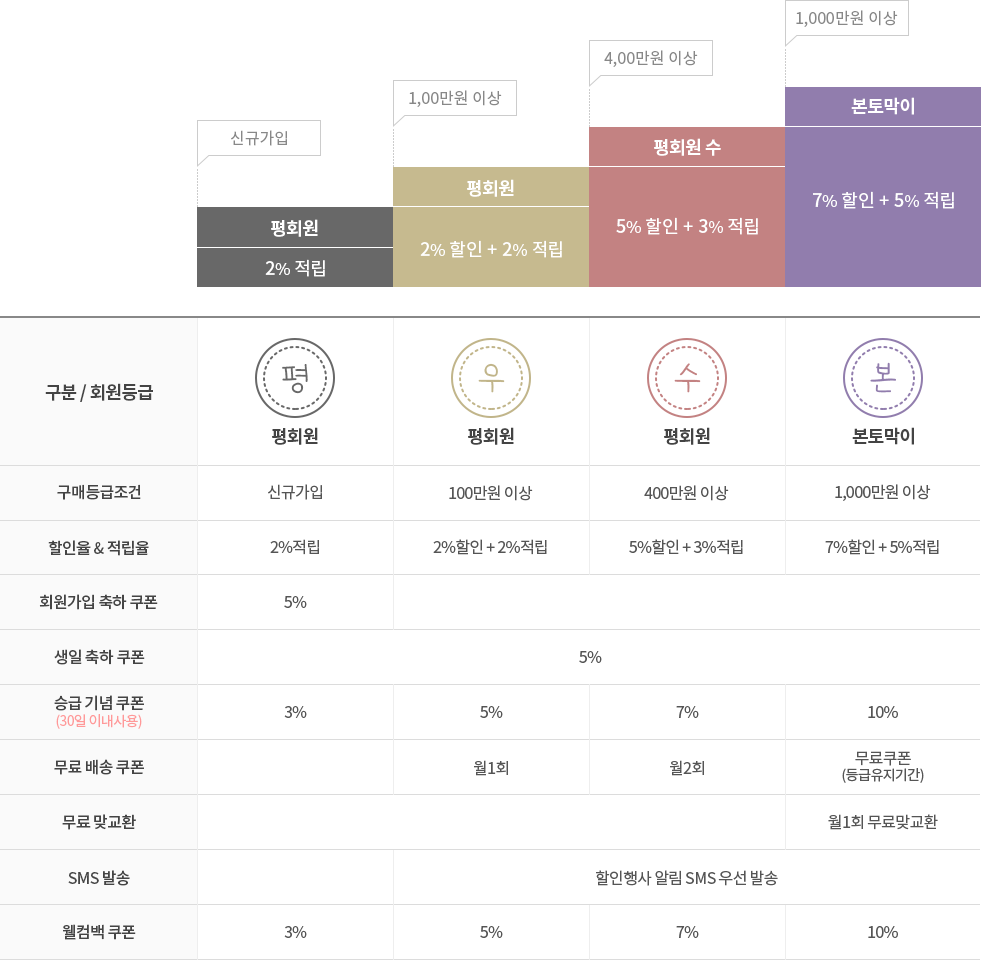 1,000만원 이상
4,00만원 이상
1,00만원 이상
신규가입
본토막이
7% 할인 + 5% 적립
평회원 수
5% 할인 + 3% 적립
평회원
2% 할인 + 2% 적립
평회원
2% 적립
구분 / 회원등급
평 우 수 본
평회원 평회원 평회원 본토막이
구매등급조건 신규가입 100만원 이상 400만원 이상 1,000만원 이상
할인율 & 적립율 2%적립 2%할인 + 2%적립 5%할인 + 3%적립 7%할인 + 5%적립
회원가입 축하 쿠폰 5%
생일 축하 쿠폰 5%
승급 기념 쿠폰 3% 5% 7% 10%
(30일 이내사용)
무료 배송 쿠폰 월1회 월2회 무료쿠폰
(등급유지기간)
무료 맞교환 월1회 무료맞교환
SMS 발송 할인행사 알림 SMS 우선 발송
웰컴백 쿠폰 3% 5% 7% 10%